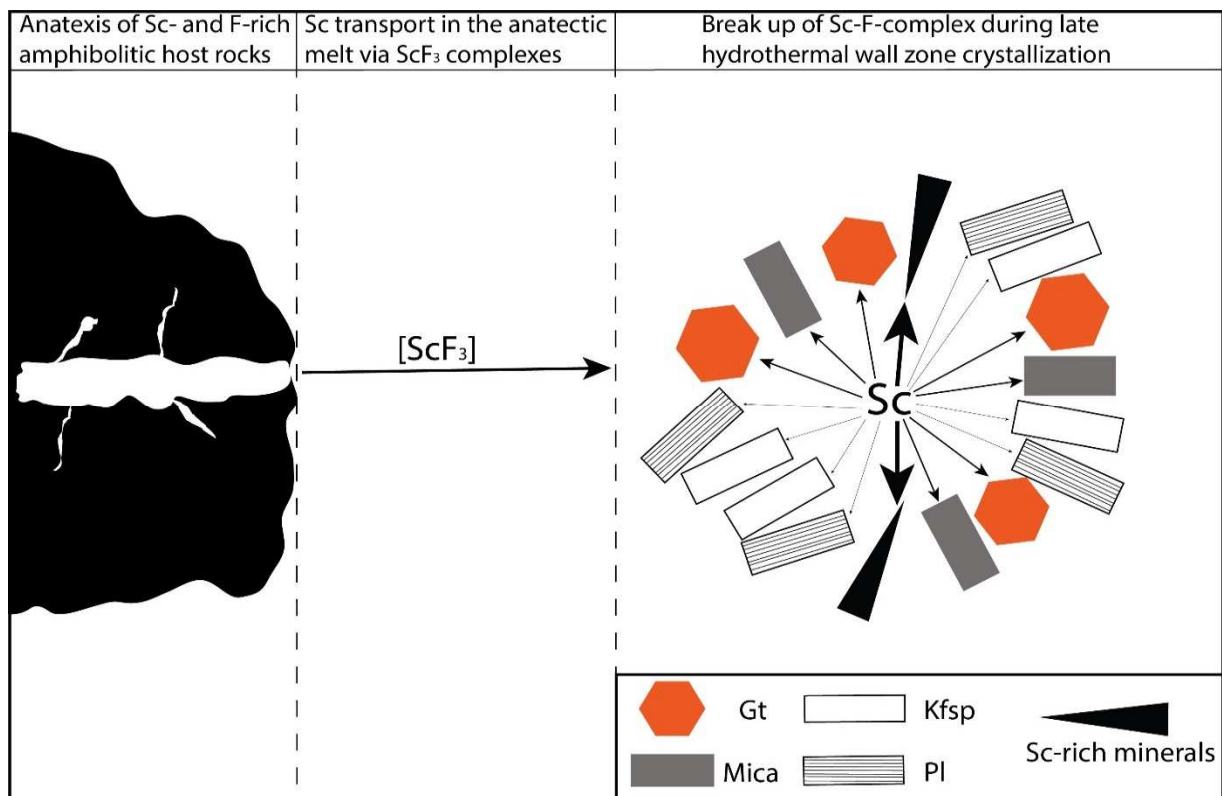 Anatexis of Sc- and F-rich
amphibolitic host rocks
Sc transport in the anatectic
melt via ScF₃ complexes
Break up of Sc-F-complex during late
hydrothermal wall zone crystallization
[ScF₃]
Sc
Gt
Kfsp
Mica
Pl
Sc-rich minerals